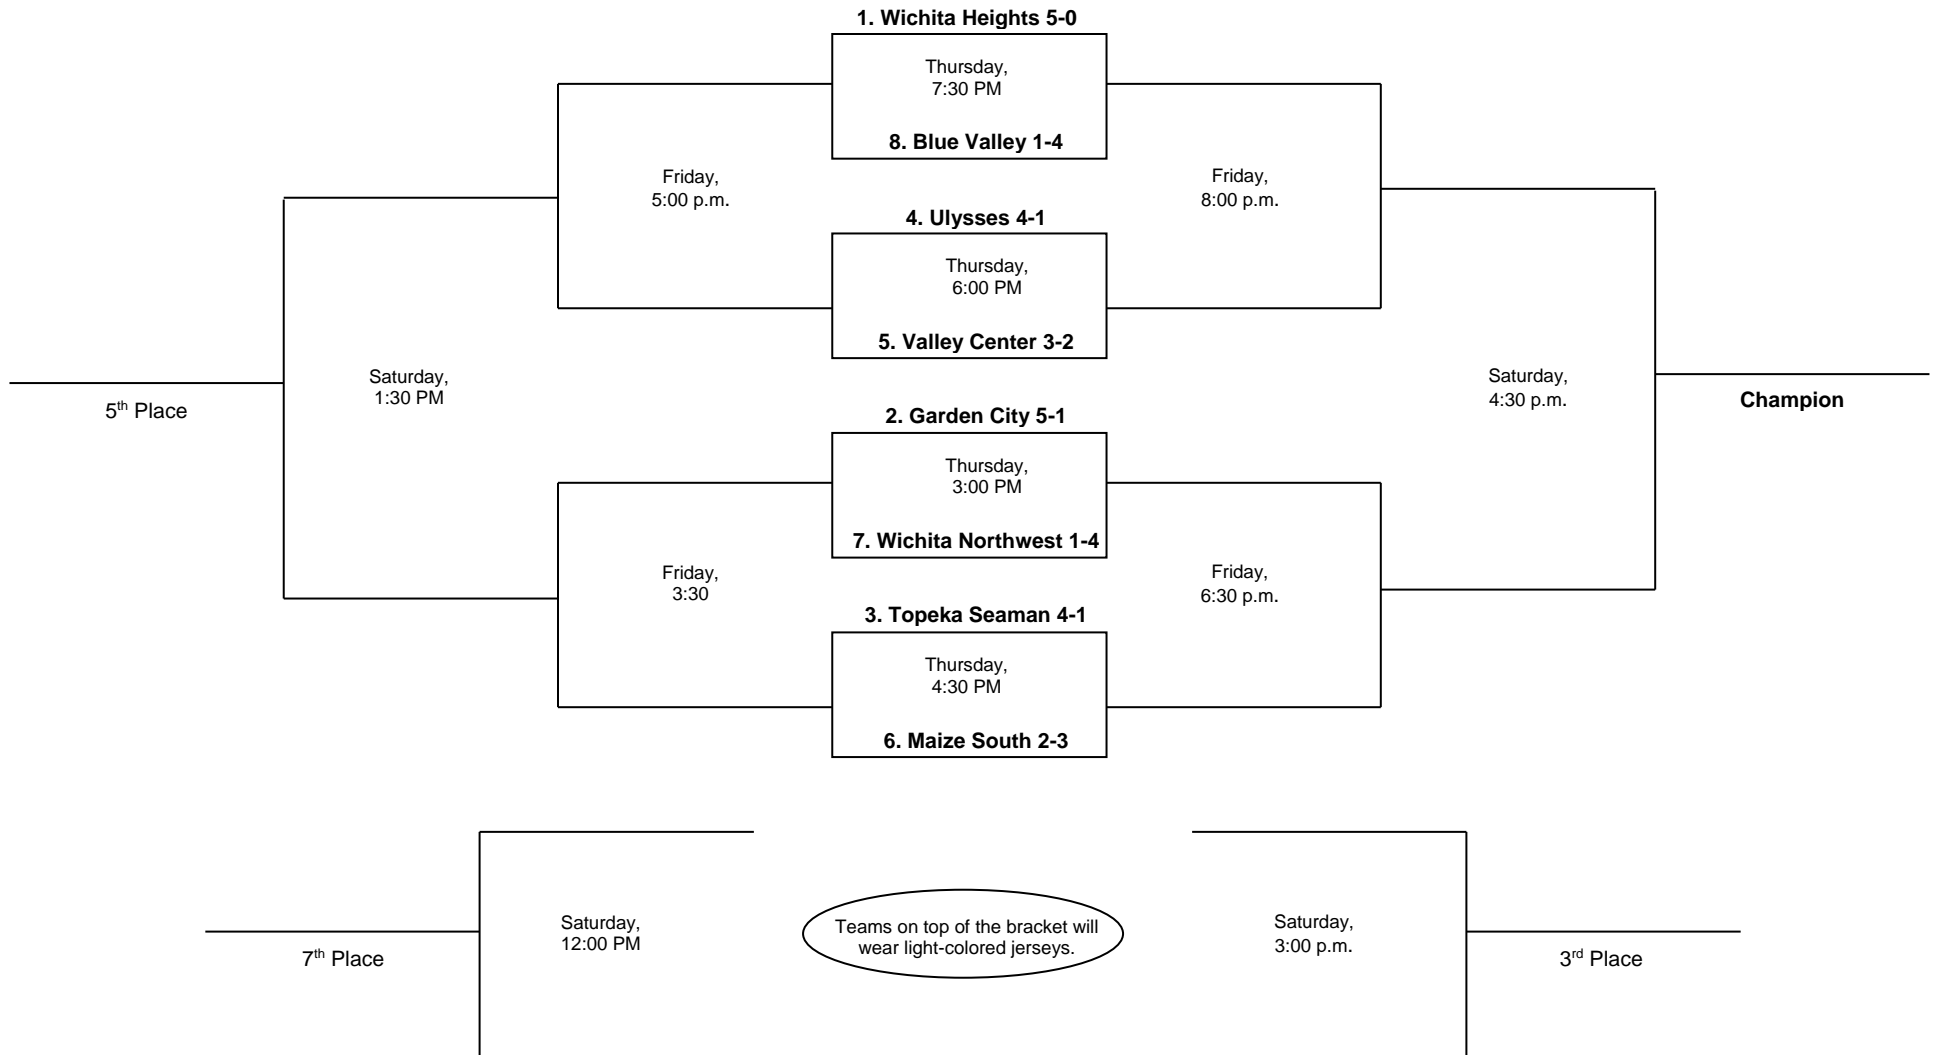 1. Wichita Heights 5-0
Thursday,
7:30 PM
8. Blue Valley 1-4
Friday,
5:00 p.m.
Friday,
8:00 p.m.
4. Ulysses 4-1
Thursday,
6:00 PM
5. Valley Center 3-2
Saturday,
1:30 PM
5th Place
Saturday,
4:30 p.m.
Champion
2. Garden City 5-1
Thursday,
3:00 PM
7. Wichita Northwest 1-4
Friday,
3:30
Friday,
6:30 p.m.
3. Topeka Seaman 4-1
Thursday,
4:30 PM
6. Maize South 2-3
Saturday,
12:00 PM
7th Place
Teams on top of the bracket will
wear light-colored jerseys.
Saturday,
3:00 p.m.
3rd Place